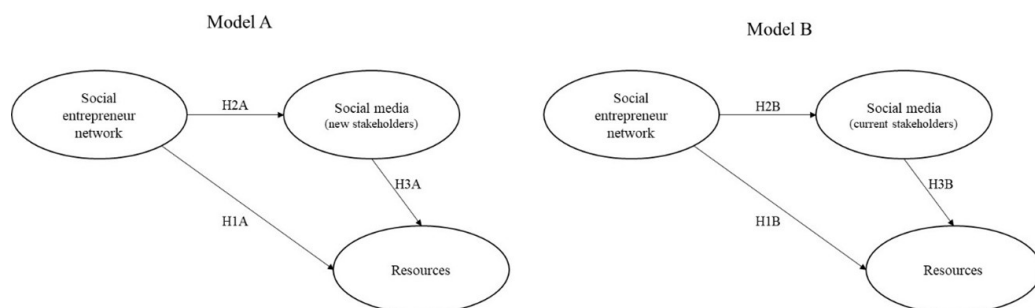 Model A
Social
entrepreneur
network
H2A
Social media
(new stakeholders)
H3A
H1A
Resources
Model B
Social
entrepreneur
network
H2B
Social media
(current stakeholders)
H3B
H1B
Resources